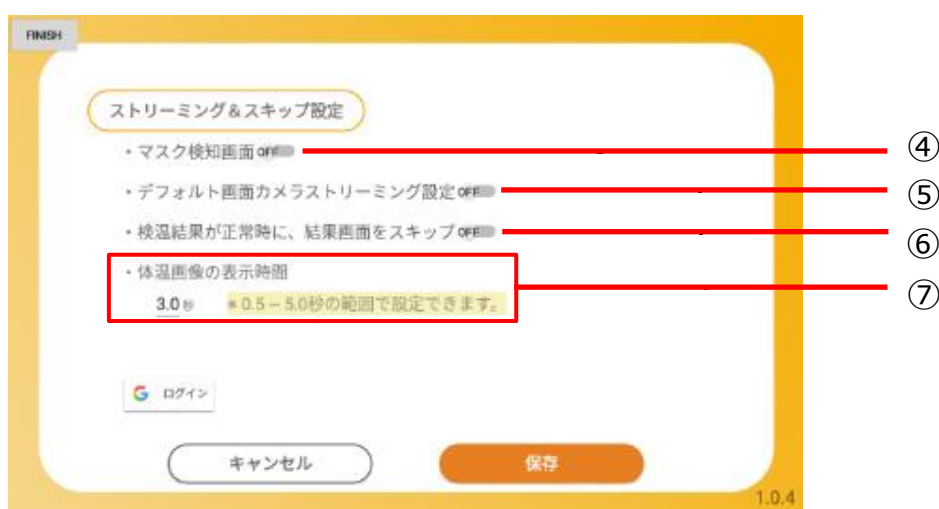 FINISH
ストリーミング&スキップ設定
・マスク検知画面 OFF
④
・デフォルト画面カメラストリーミング設定 OFF
⑤
・検温結果が正常時に、結果画面をスキップ OFF
⑥
・体温画像の表示時間
⑦
3.0 秒 ※ 0.5 – 5.0秒の範囲で設定できます。
G ログイン
キャンセル 保存
1.0.4